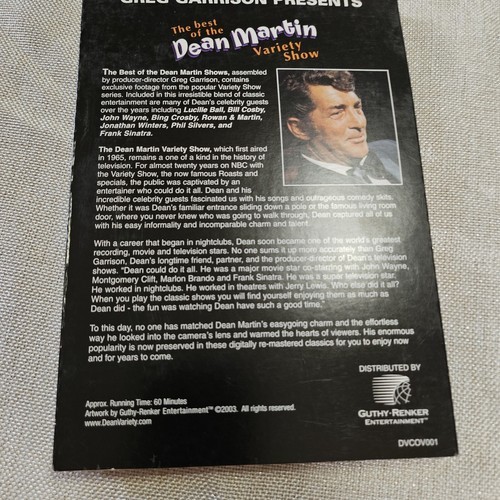 GREG GARRISON PRESENTS
The best
of the
Dean Martin
Variety
Show
The Best of the Dean Martin Shows, assembled
by producer-director Greg Garrison, contains
exclusive footage from the popular Variety Show
series. Included in this irresistible blend of classic
entertainment are many of Dean's celebrity guests
over the years including Lucille Ball, Bill Cosby,
John Wayne, Bing Crosby, Rowan & Martin,
Jonathan Winters, Phil Silvers, and
Frank Sinatra.
The Dean Martin Variety Show, which first aired
in 1965, remains a one of a kind in the history of
television. For almost twenty years on NBC with
the Variety Show, the now famous Roasts and
specials, the public was captivated by an
entertainer who could do it all. Dean and his
incredible celebrity guests fascinated us with his songs and outrageous comedy skits.
Whether it was Dean's familiar entrance sliding down a pole or the famous living room
door, where you never knew who was going to walk through, Dean captured all of us
with his easy informality and incomparable charm and talent.
With a career that began in nightclubs, Dean soon became one of the world's greatest
recording, movie and television stars. No one sums it up more accurately than Greg
Garrison, Dean's longtime friend, partner, and the producer-director of Dean's television
shows. "Dean could do it all. He was a major movie star co-starring with John Wayne,
Montgomery Clift, Marlon Brando and Frank Sinatra. He was a super television star.
He worked in nightclubs. He worked in theatres with Jerry Lewis. Who else did it all?
When you play the classic shows you will find yourself enjoying them as much as
Dean did - the fun was watching Dean have such a good time."
To this day, no one has matched Dean Martin's easygoing charm and the effortless
way he looked into the camera's lens and warmed the hearts of viewers. His enormous
popularity is now preserved in these digitally re-mastered classics for you to enjoy now
and for years to come.
DISTRIBUTED BY
GUTHY-RENKER
ENTERTAINMENT™
Approx. Running Time: 60 Minutes
Artwork by Guthy-Renker Entertainment™ ©2003. All rights reserved.
www.DeanVariety.com
DVCOV001